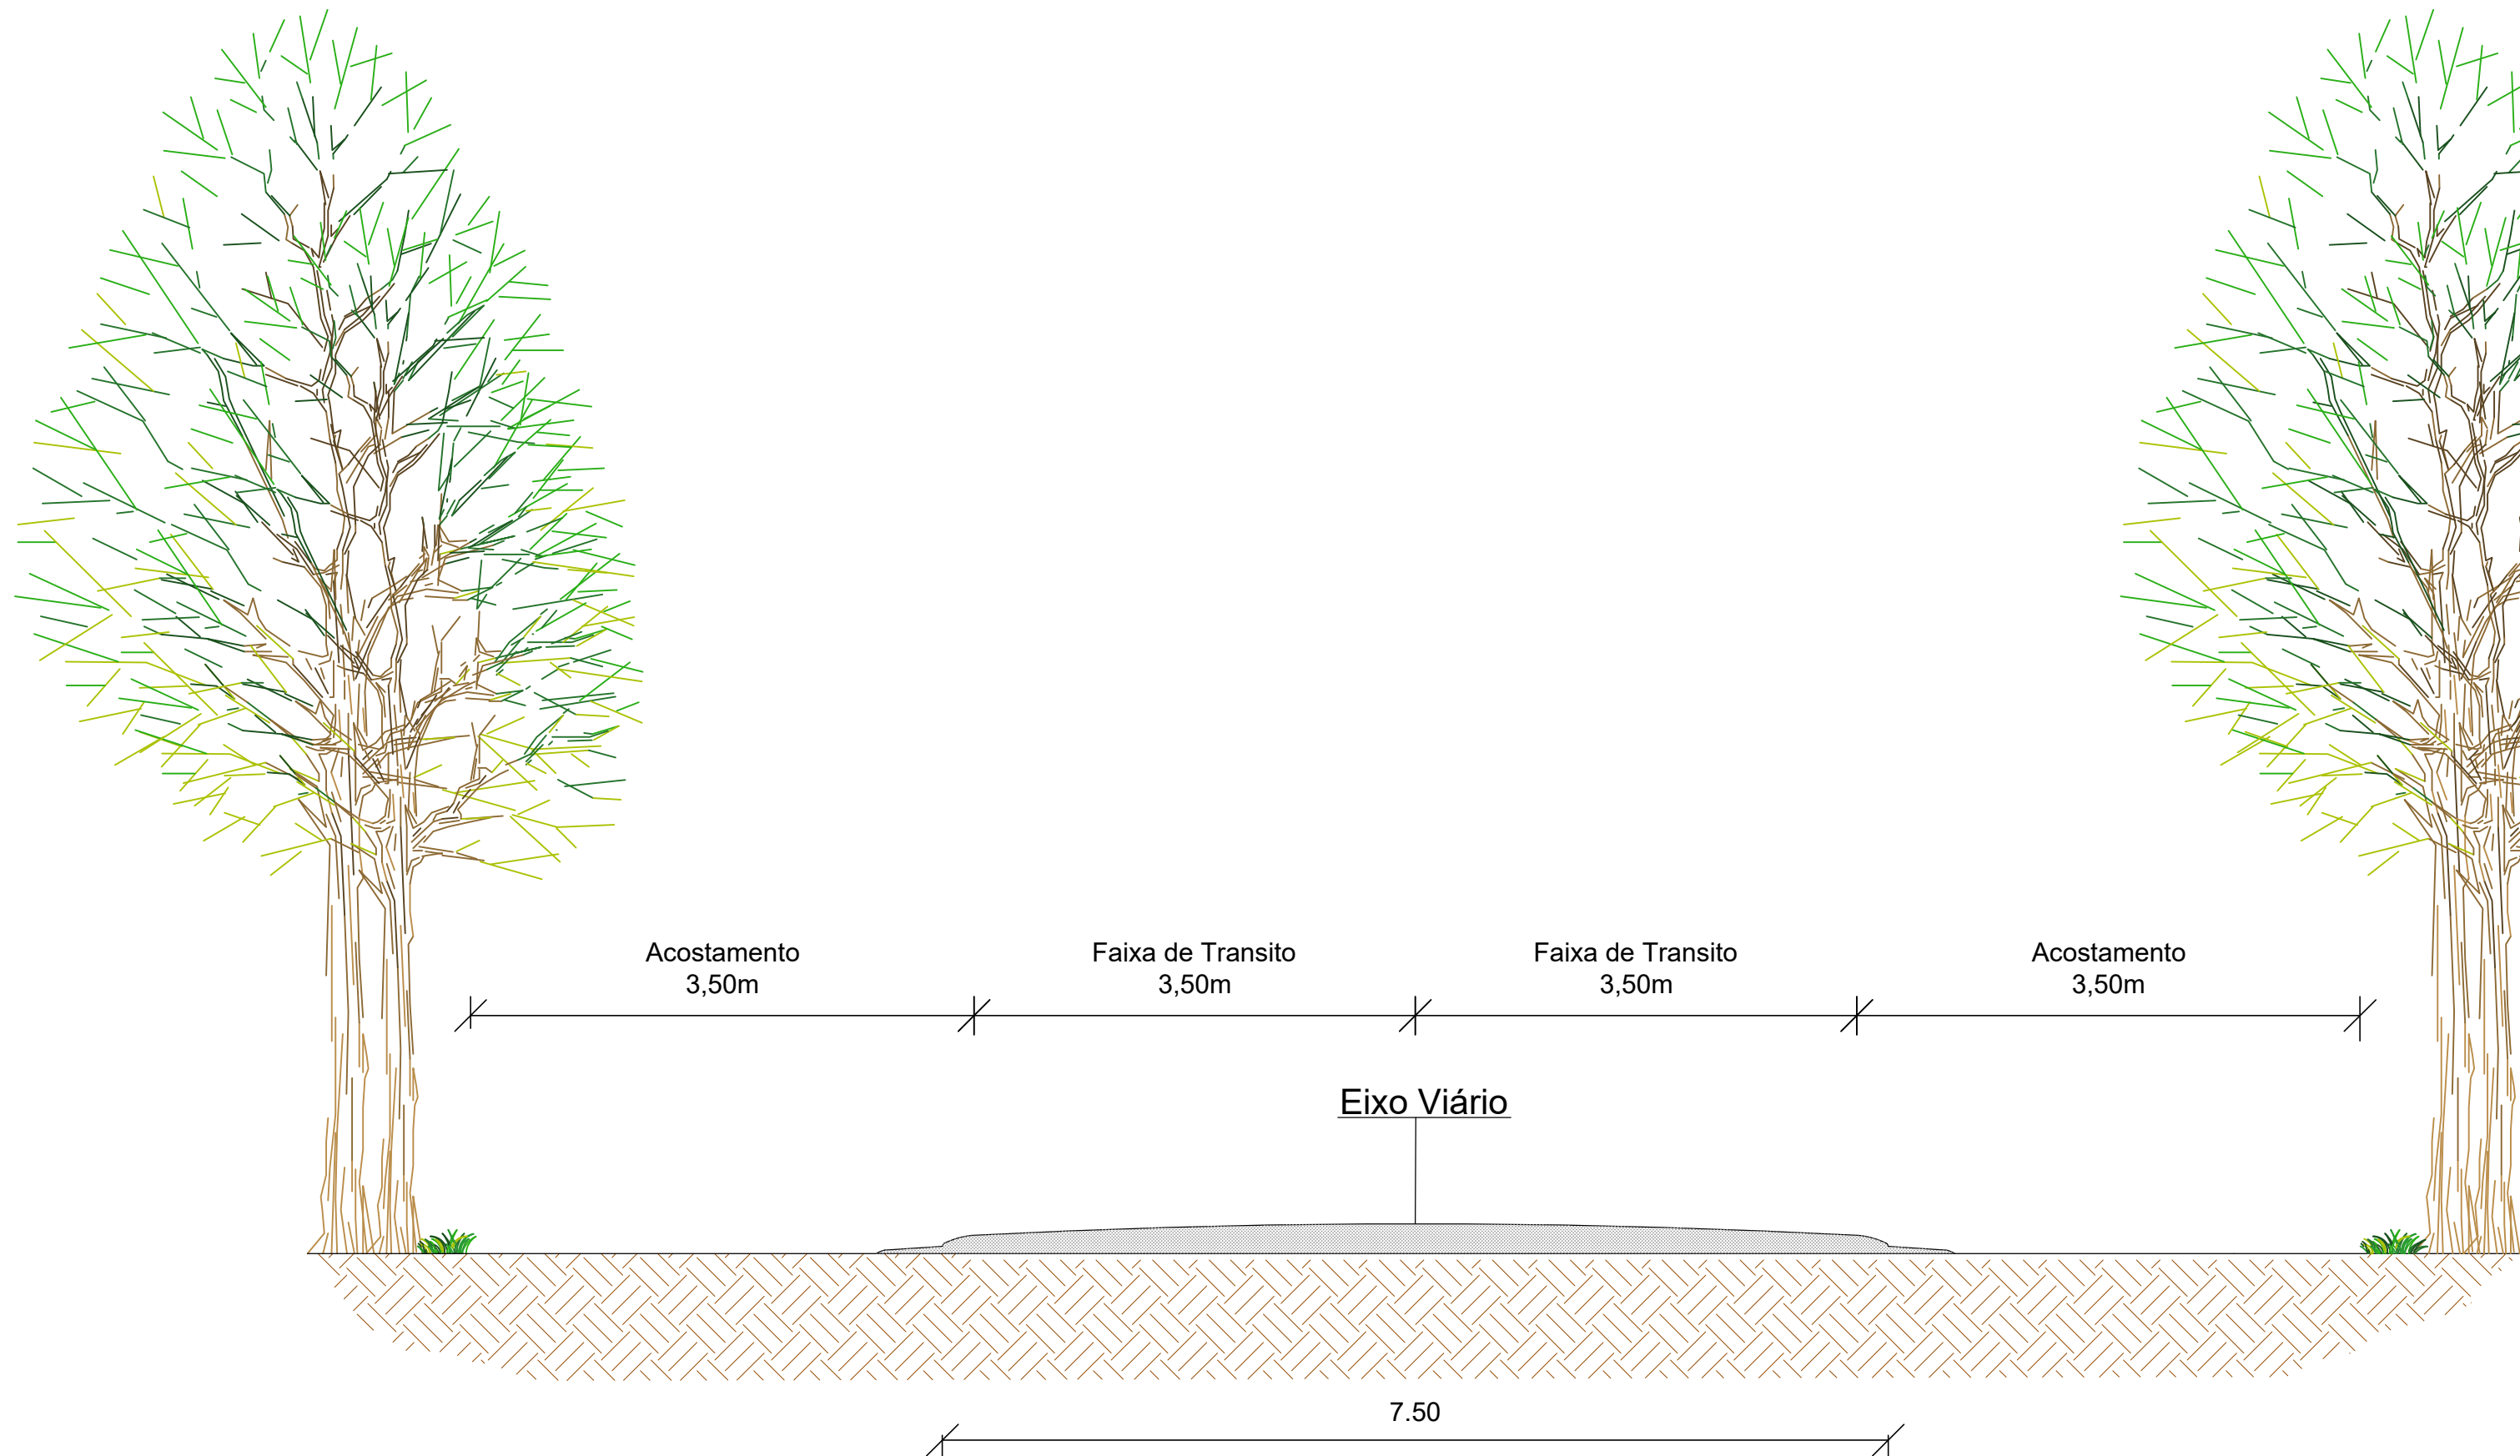 Acostamento
3,50m
Faixa de Transito
3,50m
Faixa de Transito
3,50m
Acostamento
3,50m
Eixo Viário
7.50